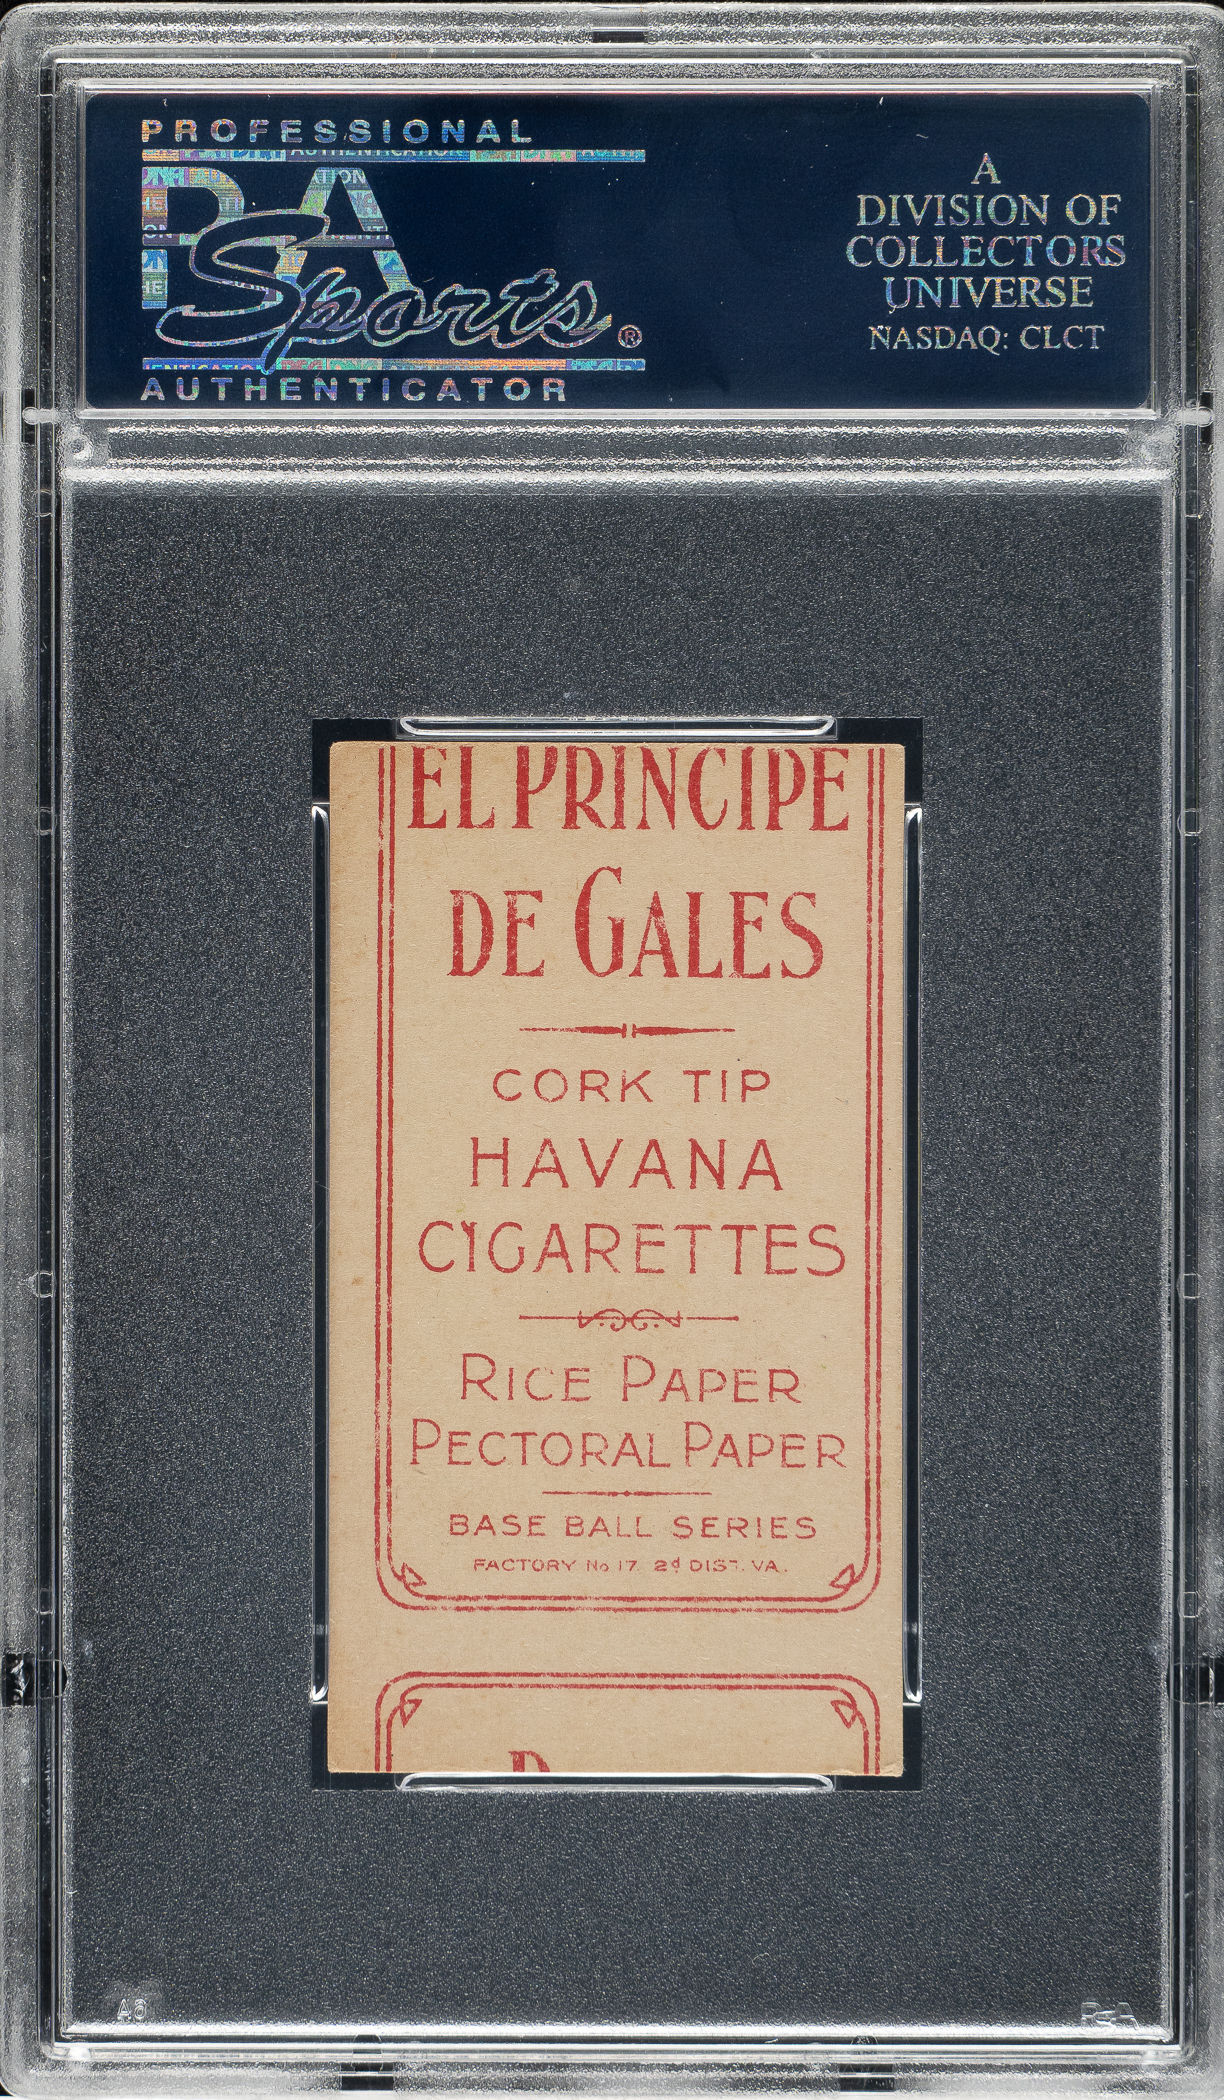 PROFESSIONAL
PSA
Sports®
AUTHENTICATOR
A
DIVISION OF
COLLECTORS
UNIVERSE
NASDAQ: CLCT
EL PRINCIPE
DE GALES
CORK TIP
HAVANA
CIGARETTES
RICE PAPER
PECTORAL PAPER
BASE BALL SERIES
FACTORY No 17. 2d DIST. VA.
PSA